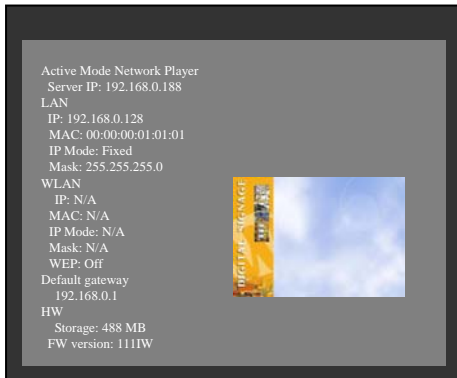 Active Mode Network Player
Server IP: 192.168.0.188
LAN
IP: 192.168.0.128
MAC: 00:00:00:01:01:01
IP Mode: Fixed
Mask: 255.255.255.0
WLAN
IP: N/A
MAC: N/A
IP Mode: N/A
Mask: N/A
WEP: Off
Default gateway
192.168.0.1
HW
Storage: 488 MB
FW version: 111IW
DIGITAL SIGNAGE